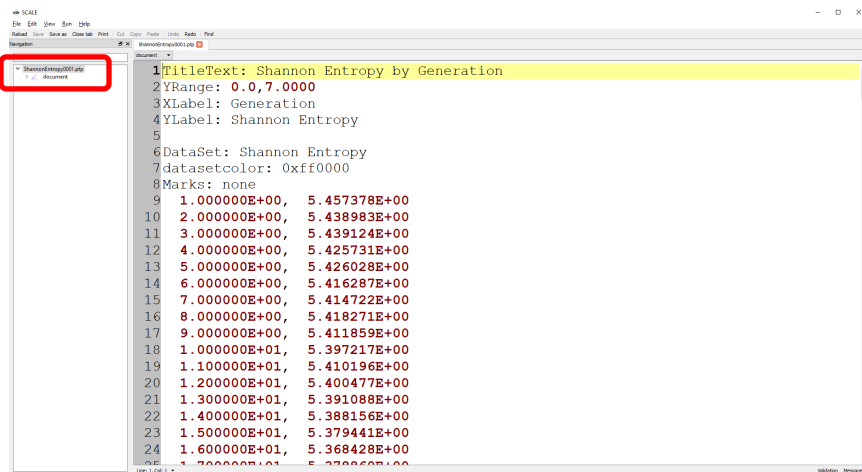 SCALE
File Edit View Run Help
Reload Save Save as Close tab Print Cut Copy Paste Undo Redo Find
Navigation
ShannonEntropy0001.ptp
ShannonEntropy0001.ptp
document
document
1 TitleText: Shannon Entropy by Generation
2 YRange: 0.0,7.0000
3 XLabel: Generation
4 YLabel: Shannon Entropy
5
6 DataSet: Shannon Entropy
7 datasetcolor: 0xff0000
8 Marks: none
9 1.000000E+00, 5.457378E+00
10 2.000000E+00, 5.438983E+00
11 3.000000E+00, 5.439124E+00
12 4.000000E+00, 5.425731E+00
13 5.000000E+00, 5.426028E+00
14 6.000000E+00, 5.416287E+00
15 7.000000E+00, 5.414722E+00
16 8.000000E+00, 5.418271E+00
17 9.000000E+00, 5.411859E+00
18 1.000000E+01, 5.397217E+00
19 1.100000E+01, 5.410196E+00
20 1.200000E+01, 5.400477E+00
21 1.300000E+01, 5.391088E+00
22 1.400000E+01, 5.388156E+00
23 1.500000E+01, 5.379441E+00
24 1.600000E+01, 5.368428E+00
Line: 1, Col: 1
Validation Messages